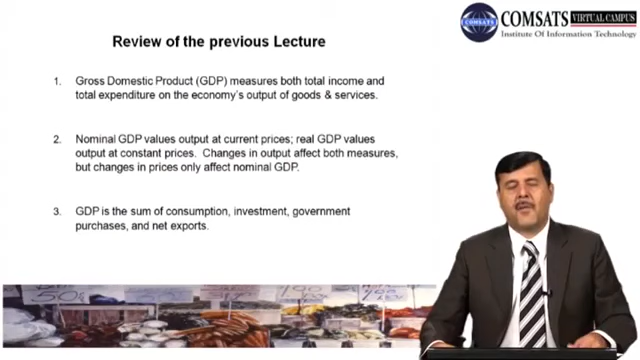 COMSATS VIRTUAL CAMPUS
Institute Of Information Technology
Review of the previous Lecture
1. Gross Domestic Product (GDP) measures both total income and
total expenditure on the economy's output of goods & services.
2. Nominal GDP values output at current prices; real GDP values
output at constant prices. Changes in output affect both measures,
but changes in prices only affect nominal GDP.
3. GDP is the sum of consumption, investment, government
purchases, and net exports.